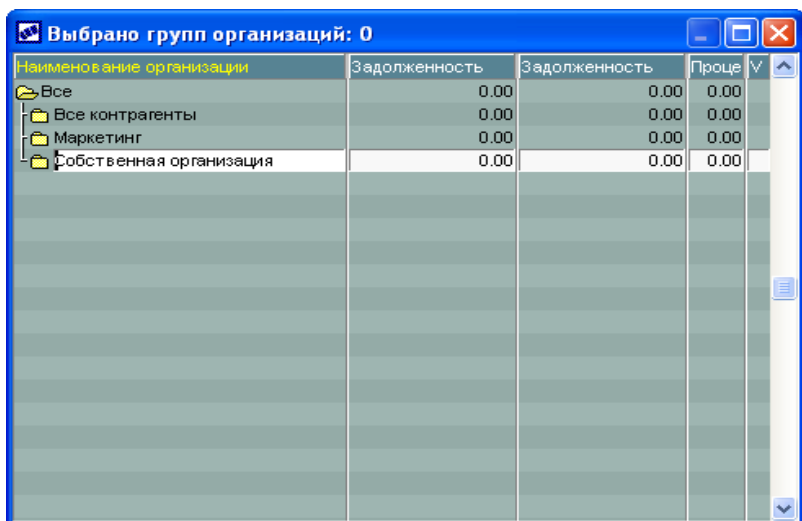 Выбрано групп организаций: 0
Наименование организации Задолженность Задолженность Проце V
Все 0.00 0.00 0.00
Все контрагенты 0.00 0.00 0.00
Маркетинг 0.00 0.00 0.00
Собственная организация 0.00 0.00 0.00